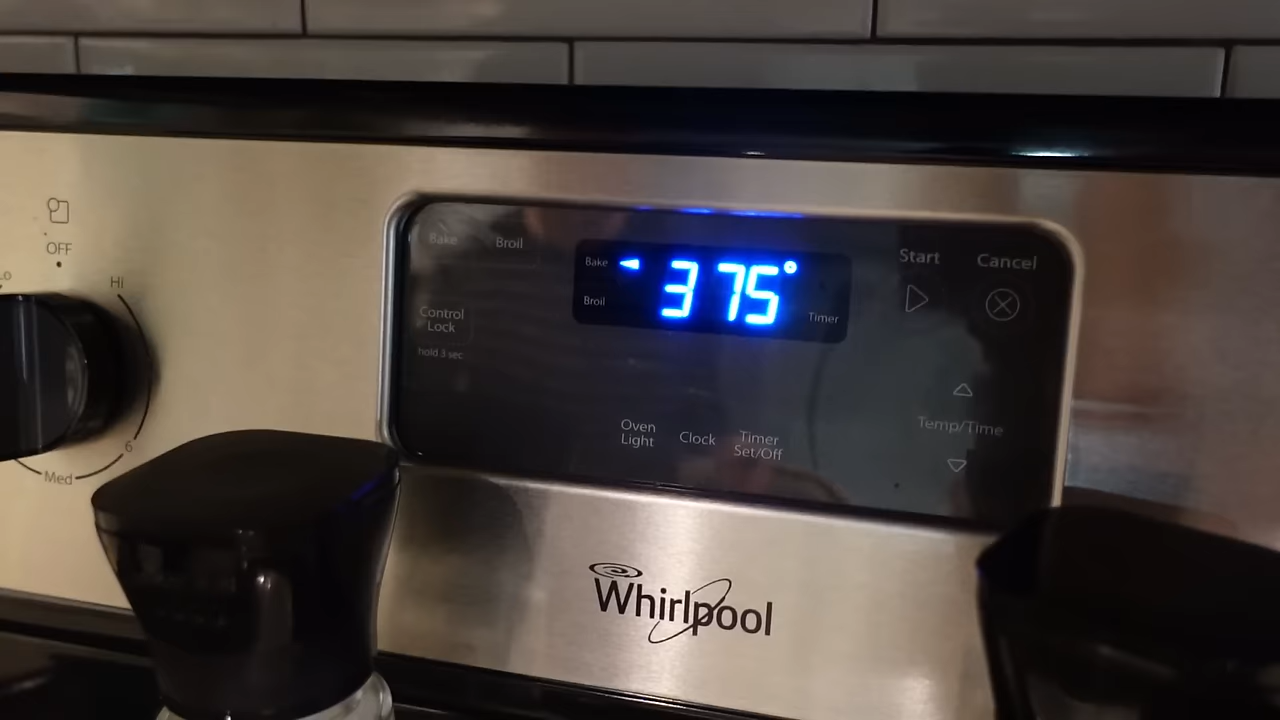 OFF
Lo
Hi
6
Med
Bake
Broil
Control
Lock
hold 3 sec
Bake
375°
Broil
Timer
Start
Cancel
Oven
Light
Clock
Timer
Set/Off
Temp/Time
Whirlpool